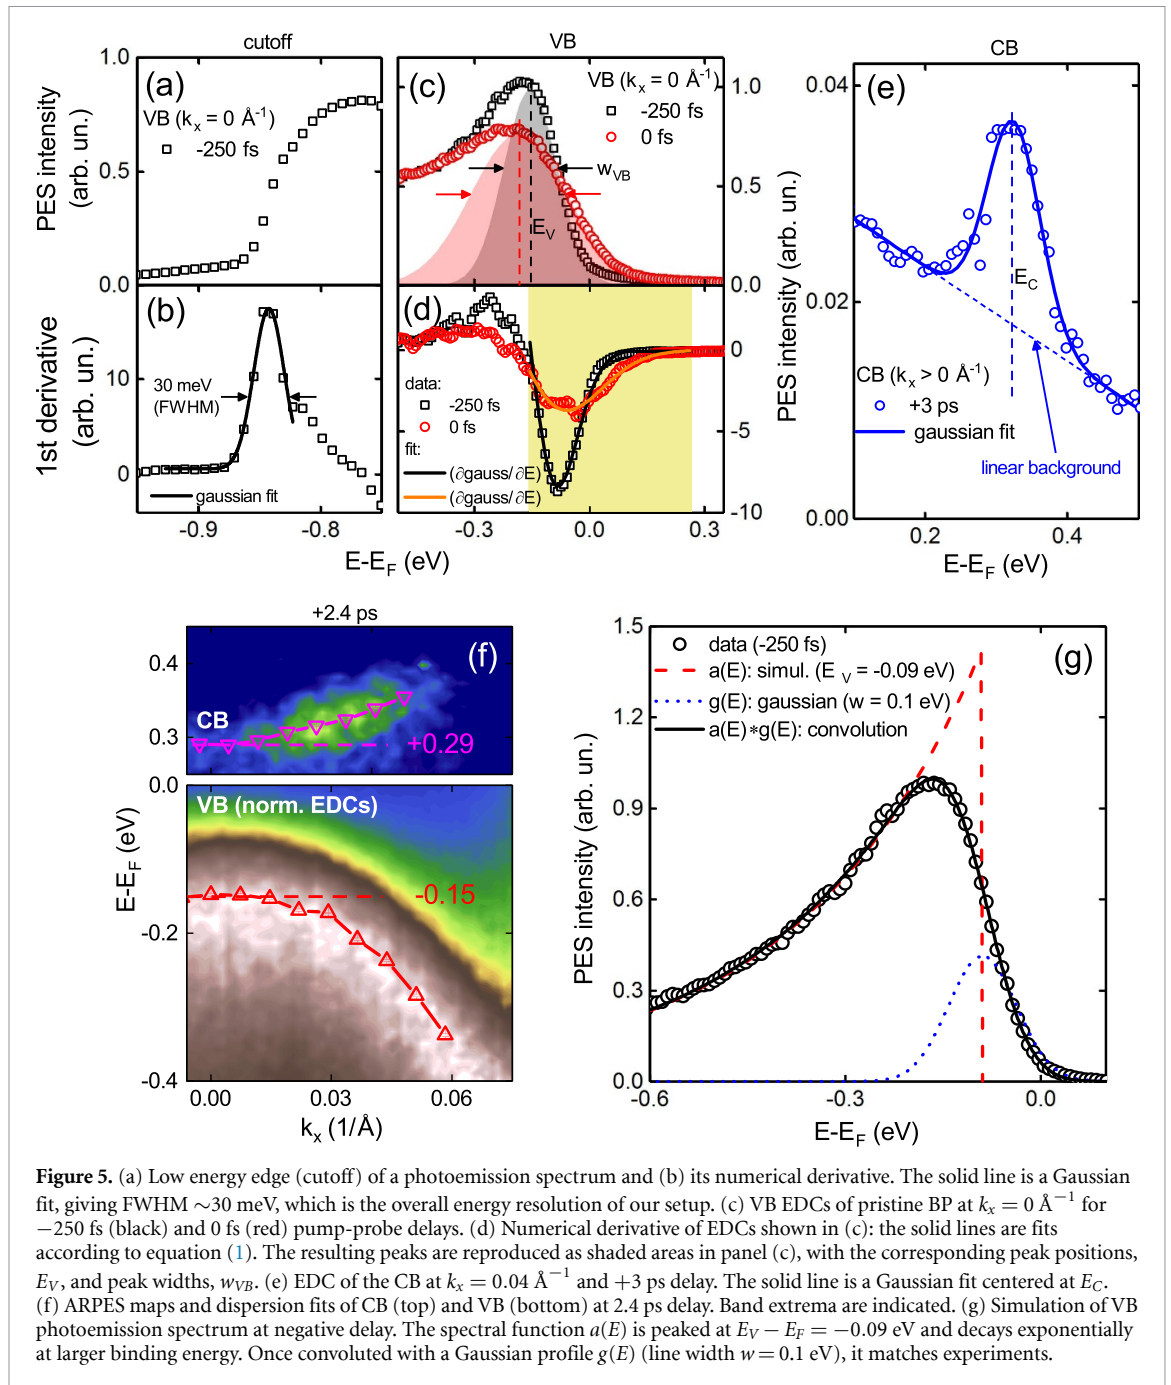 cutoff
VB
CB
1.0
0.5
0.0
PES intensity
(arb. un.)
(a)
VB (kₓ = 0 Å⁻¹)
-250 fs
(c)
VB (kₓ = 0 Å⁻¹)
-250 fs
0 fs
w_VB
E_V
1.0
0.5
0.0
PES intensity (arb. un.)
0.04
0.02
0.00
(e)
E_C
CB (kₓ > 0 Å⁻¹)
+3 ps
gaussian fit
linear background
0.2
0.4
E-E_F (eV)
1st derivative
(arb. un.)
10
0
(b)
30 meV
(FWHM)
gaussian fit
-0.9
-0.8
(d)
data:
-250 fs
0 fs
fit:
(∂gauss/∂E)
(∂gauss/∂E)
0
-5
-10
-0.3
0.0
0.3
E-E_F (eV)
+2.4 ps
(f)
0.4
0.3
CB
+0.29
0.0
-0.2
-0.4
E-E_F (eV)
VB (norm. EDCs)
-0.15
0.00
0.03
0.06
kₓ (1/Å)
1.5
1.2
0.9
0.6
0.3
0.0
PES intensity (arb. un.)
(g)
data (-250 fs)
a(E): simul. (E_V = -0.09 eV)
g(E): gaussian (w = 0.1 eV)
a(E)∗g(E): convolution
-0.6
-0.3
0.0
E-E_F (eV)
Figure 5. (a) Low energy edge (cutoff) of a photoemission spectrum and (b) its numerical derivative. The solid line is a Gaussian
fit, giving FWHM ∼30 meV, which is the overall energy resolution of our setup. (c) VB EDCs of pristine BP at kₓ = 0 Å⁻¹ for
−250 fs (black) and 0 fs (red) pump-probe delays. (d) Numerical derivative of EDCs shown in (c): the solid lines are fits
according to equation (1). The resulting peaks are reproduced as shaded areas in panel (c), with the corresponding peak positions,
E_V, and peak widths, w_VB. (e) EDC of the CB at kₓ = 0.04 Å⁻¹ and +3 ps delay. The solid line is a Gaussian fit centered at E_C.
(f) ARPES maps and dispersion fits of CB (top) and VB (bottom) at 2.4 ps delay. Band extrema are indicated. (g) Simulation of VB
photoemission spectrum at negative delay. The spectral function a(E) is peaked at E_V − E_F = −0.09 eV and decays exponentially
at larger binding energy. Once convoluted with a Gaussian profile g(E) (line width w = 0.1 eV), it matches experiments.